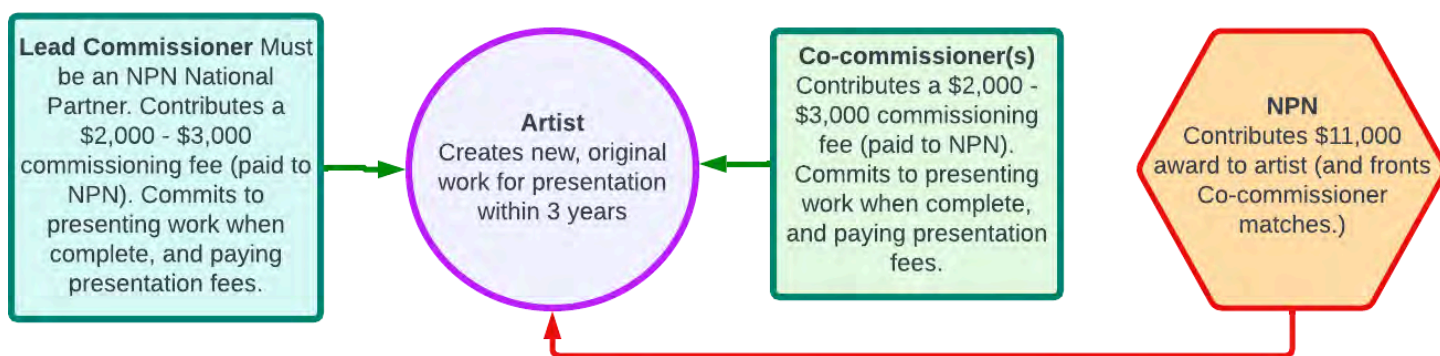 Lead Commissioner Must
be an NPN National
Partner. Contributes a
$2,000 - $3,000
commissioning fee (paid to
NPN). Commits to
presenting work when
complete, and paying
presentation fees.
Artist
Creates new, original
work for presentation
within 3 years
Co-commissioner(s)
Contributes a $2,000 -
$3,000 commissioning
fee (paid to NPN).
Commits to presenting
work when complete,
and paying presentation
fees.
NPN
Contributes $11,000
award to artist (and fronts
Co-commissioner
matches.)